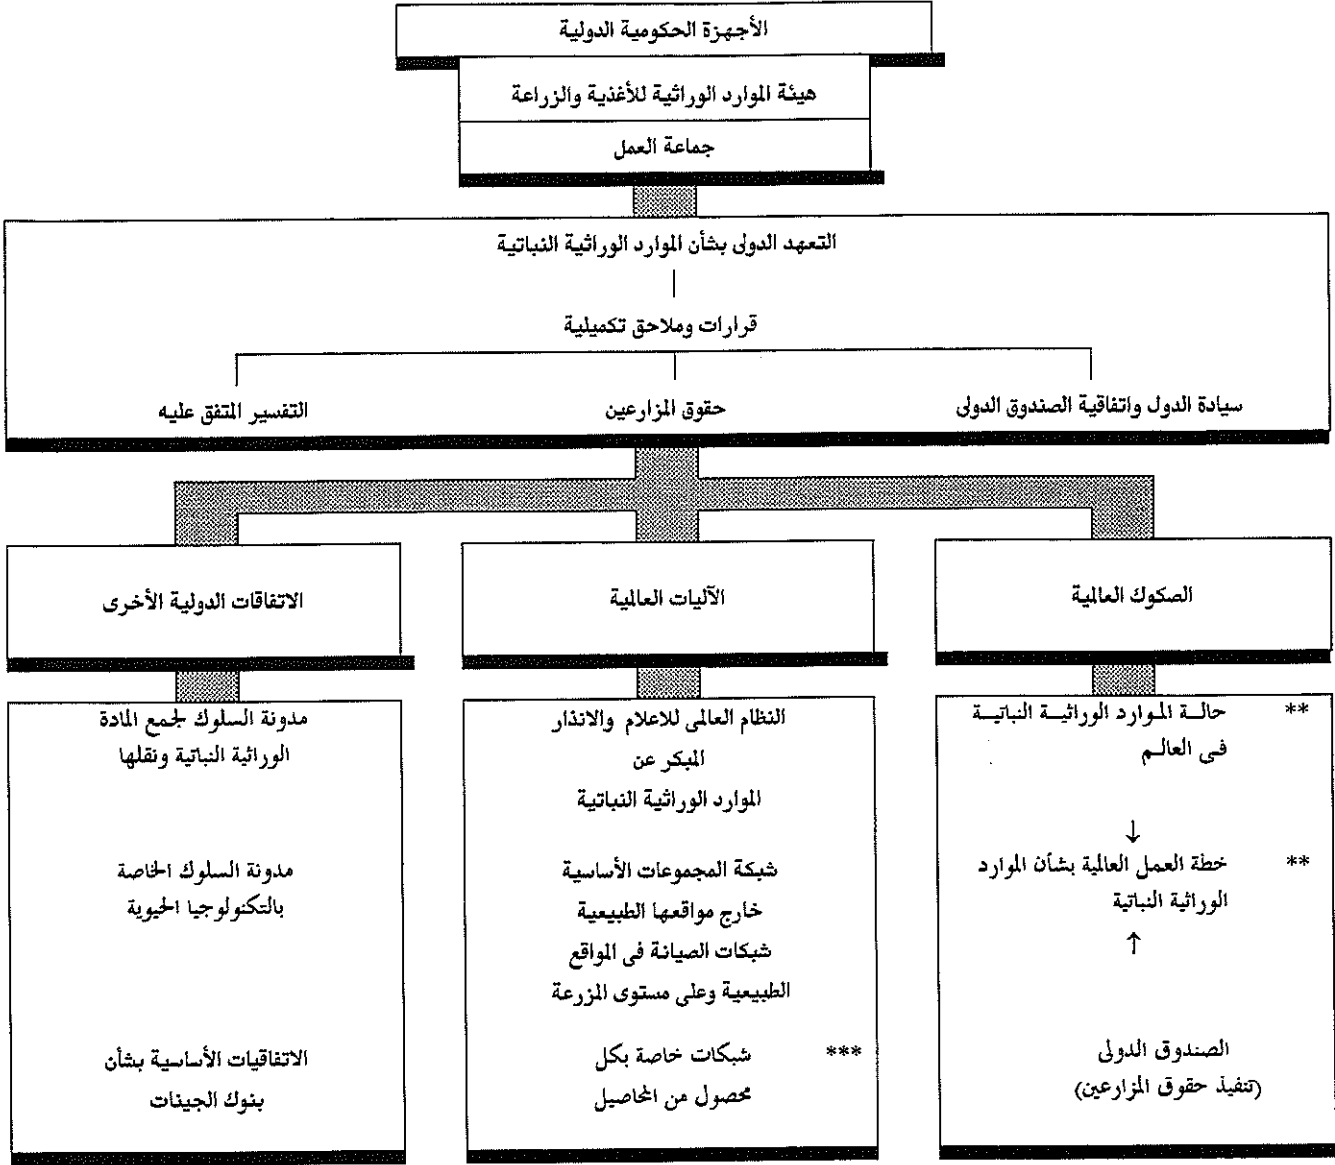 الأجهزة الحكومية الدولية
هيئة الموارد الوراثية للأغذية والزراعة
جماعة العمل
التعهد الدولى بشأن الموارد الوراثية النباتية
قرارات وملاحق تكميلية
سيادة الدول واتفاقية الصندوق الدولى
حقوق المزارعين
التفسير المتفق عليه
الصكوك العالمية
** حالة الموارد الوراثية النباتية
فى العالم
↓
** خطة العمل العالمية بشأن الموارد
الوراثية النباتية
↑
الصندوق الدولى
(تنفيذ حقوق المزارعين)
الآليات العالمية
النظام العالمى للاعلام والانذار
المبكر عن
الموارد الوراثية النباتية
شبكة المجموعات الأساسية
خارج مواقعها الطبيعية
شبكات الصيانة فى المواقع
الطبيعية وعلى مستوى المزرعة
*** شبكات خاصة بكل
محصول من المحاصيل
الاتفاقات الدولية الأخرى
مدونة السلوك لجمع المادة
الوراثية النباتية ونقلها
مدونة السلوك الخاصة
بالتكنولوجيا الحيوية
الاتفاقيات الأساسية بشأن
بنوك الجينات